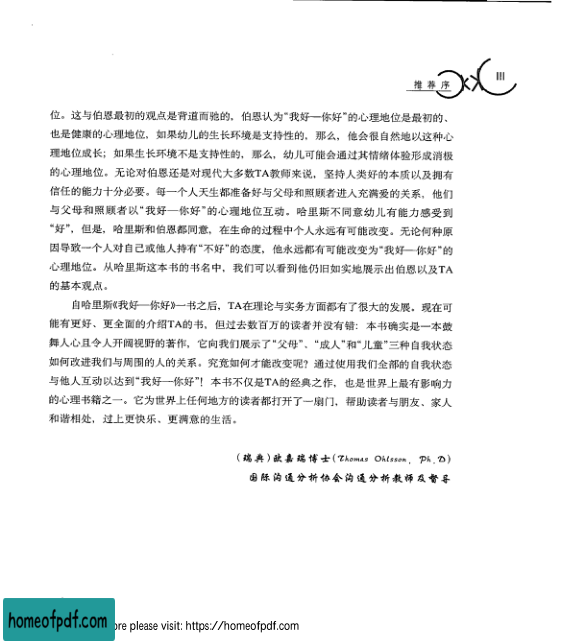 推荐序
III
位。这与伯恩最初的观点是背道而驰的，伯恩认为“我好—你好”的心理地位是最初的、
也是健康的心理地位，如果幼儿的生长环境是支持性的，那么，他会很自然地以这种心
理地位成长；如果生长环境不是支持性的，那么，幼儿可能会通过其情绪体验形成消极
的心理地位。无论对伯恩还是对现代大多数TA教师来说，坚持人类好的本质以及拥有
信任的能力十分必要。每一个人天生都准备好与父母和照顾者进入充满爱的关系，他们
与父母和照顾者以“我好—你好”的心理地位互动。哈里斯不同意幼儿有能力感受到
“好”，但是，哈里斯和伯恩都同意，在生命的过程中个人永远有可能改变。无论何种原
因导致一个人对自己或他人持有“不好”的态度，他永远都有可能改变为“我好—你好”的
心理地位。从哈里斯这本书的书名中，我们可以看到他仍旧如实地展示出伯恩以及TA
的基本观点。
自哈里斯《我好—你好》一书之后，TA在理论与实务方面都有了很大的发展。现在可
能有更好、更全面的介绍TA的书，但过去数百万的读者并没有错：本书确实是一本鼓
舞人心且令人开阔视野的著作，它向我们展示了“父母”、“成人”和“儿童”三种自我状态
如何改进我们与周围的人的关系。究竟如何才能改变呢？通过使用我们全部的自我状态
与他人互动以达到“我好—你好”！本书不仅是TA的经典之作，也是世界上最有影响力
的心理书籍之一。它为世界上任何地方的读者都打开了一扇门，帮助读者与朋友、家人
和谐相处，过上更快乐、更满意的生活。
（瑞典）欧嘉瑞博士（Thomas Ohlsson, Ph.D）
国际沟通分析协会沟通分析教师及督导
homeofpdf.com
ore please visit: https://homeofpdf.com